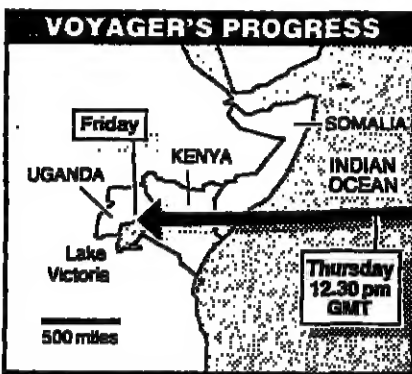 VOYAGER'S PROGRESS
Friday
SOMALIA
KENYA
UGANDA
INDIAN
OCEAN
Lake
Victoria
Thursday
12.30 pm
GMT
500 miles